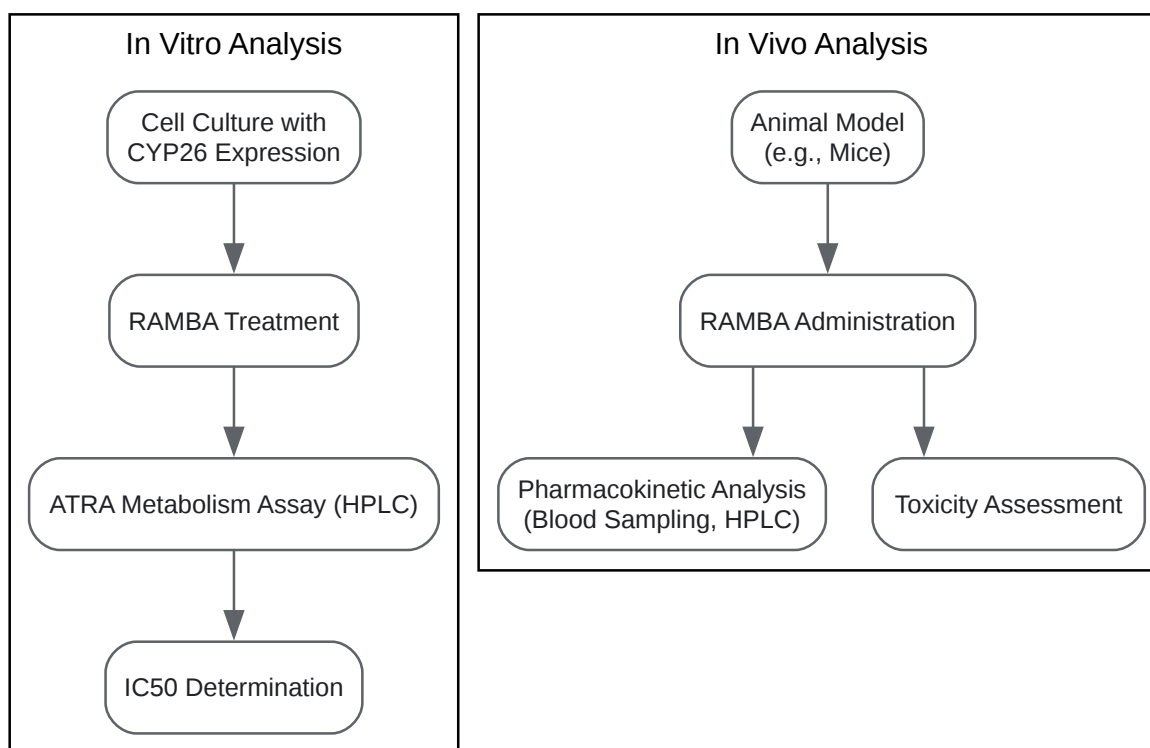 In Vitro Analysis
Cell Culture with
CYP26 Expression
RAMBA Treatment
ATRA Metabolism Assay (HPLC)
IC50 Determination
In Vivo Analysis
Animal Model
(e.g., Mice)
RAMBA Administration
Pharmacokinetic Analysis
(Blood Sampling, HPLC)
Toxicity Assessment